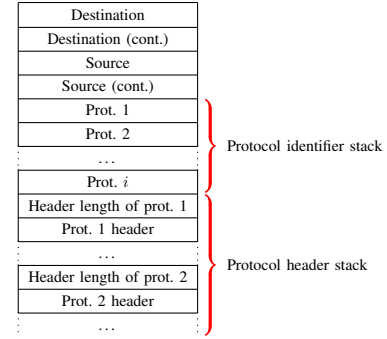 Destination
Destination (cont.)
Source
Source (cont.)
Prot. 1
Prot. 2
...
Prot. i
Protocol identifier stack
Header length of prot. 1
Prot. 1 header
...
Header length of prot. 2
Prot. 2 header
...
Protocol header stack